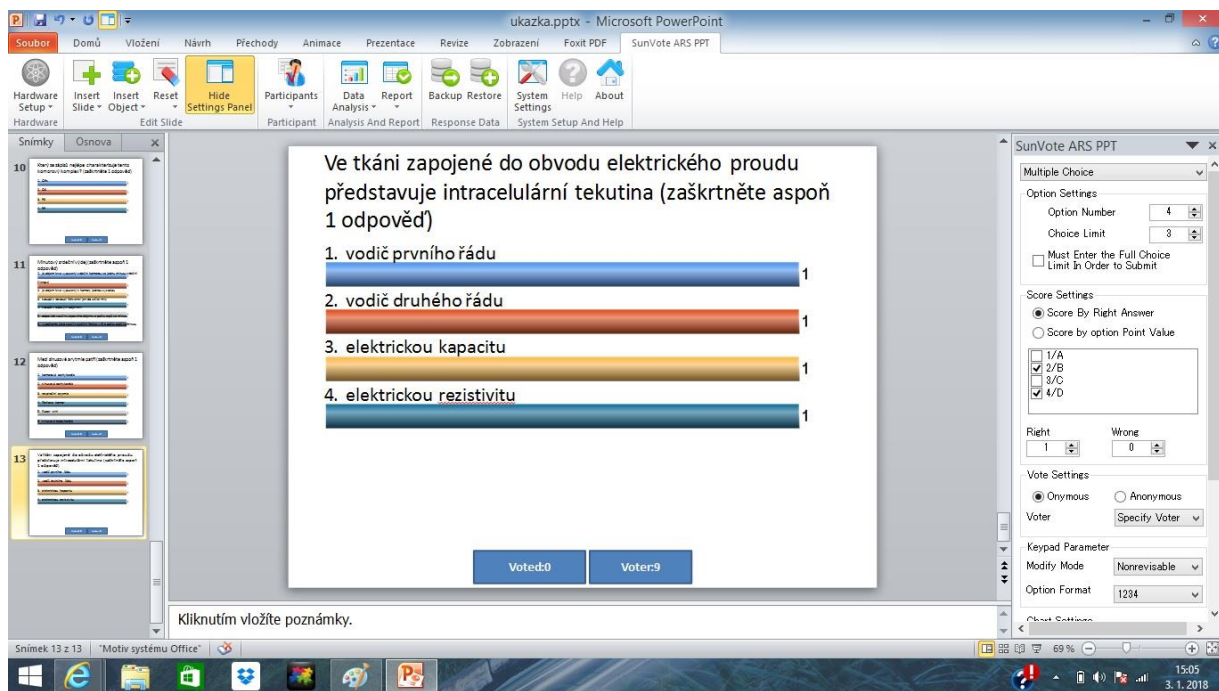 ukazka.pptx - Microsoft PowerPoint
Soubor Domů Vložení Návrh Přechody Animace Prezentace Revize Zobrazení Foxit PDF SunVote ARS PPT
Hardware Setup
Insert Slide
Insert Object
Reset
Hide Settings Panel
Participants
Data Analysis
Report
Backup Restore
System Settings
Help
About
Hardware Edit Slide Participant Analysis And Report Response Data System Setup And Help
Snímky Osnova
10
11
12
13
Ve tkáni zapojené do obvodu elektrického proudu
představuje intracelulární tekutina (zaškrtněte aspoň
1 odpověď)
1. vodič prvního řádu
1
2. vodič druhého řádu
1
3. elektrickou kapacitu
1
4. elektrickou rezistivitu
1
Voted:0 Voter:9
Kliknutím vložíte poznámky.
SunVote ARS PPT
Multiple Choice
Option Settings
Option Number 4
Choice Limit 3
Must Enter the Full Choice
Limit In Order to Submit
Score Settings
Score By Right Answer
Score by option Point Value
1/A
2/B
3/C
4/D
Right Wrong
1 0
Vote Settings
Onymous Anonymous
Voter Specify Voter
Keypad Parameter
Modify Mode Nonrevisable
Option Format 1234
Chart Settings
Snímek 13 z 13 "Motiv systému Office" 69 %
15:05
3. 1. 2018